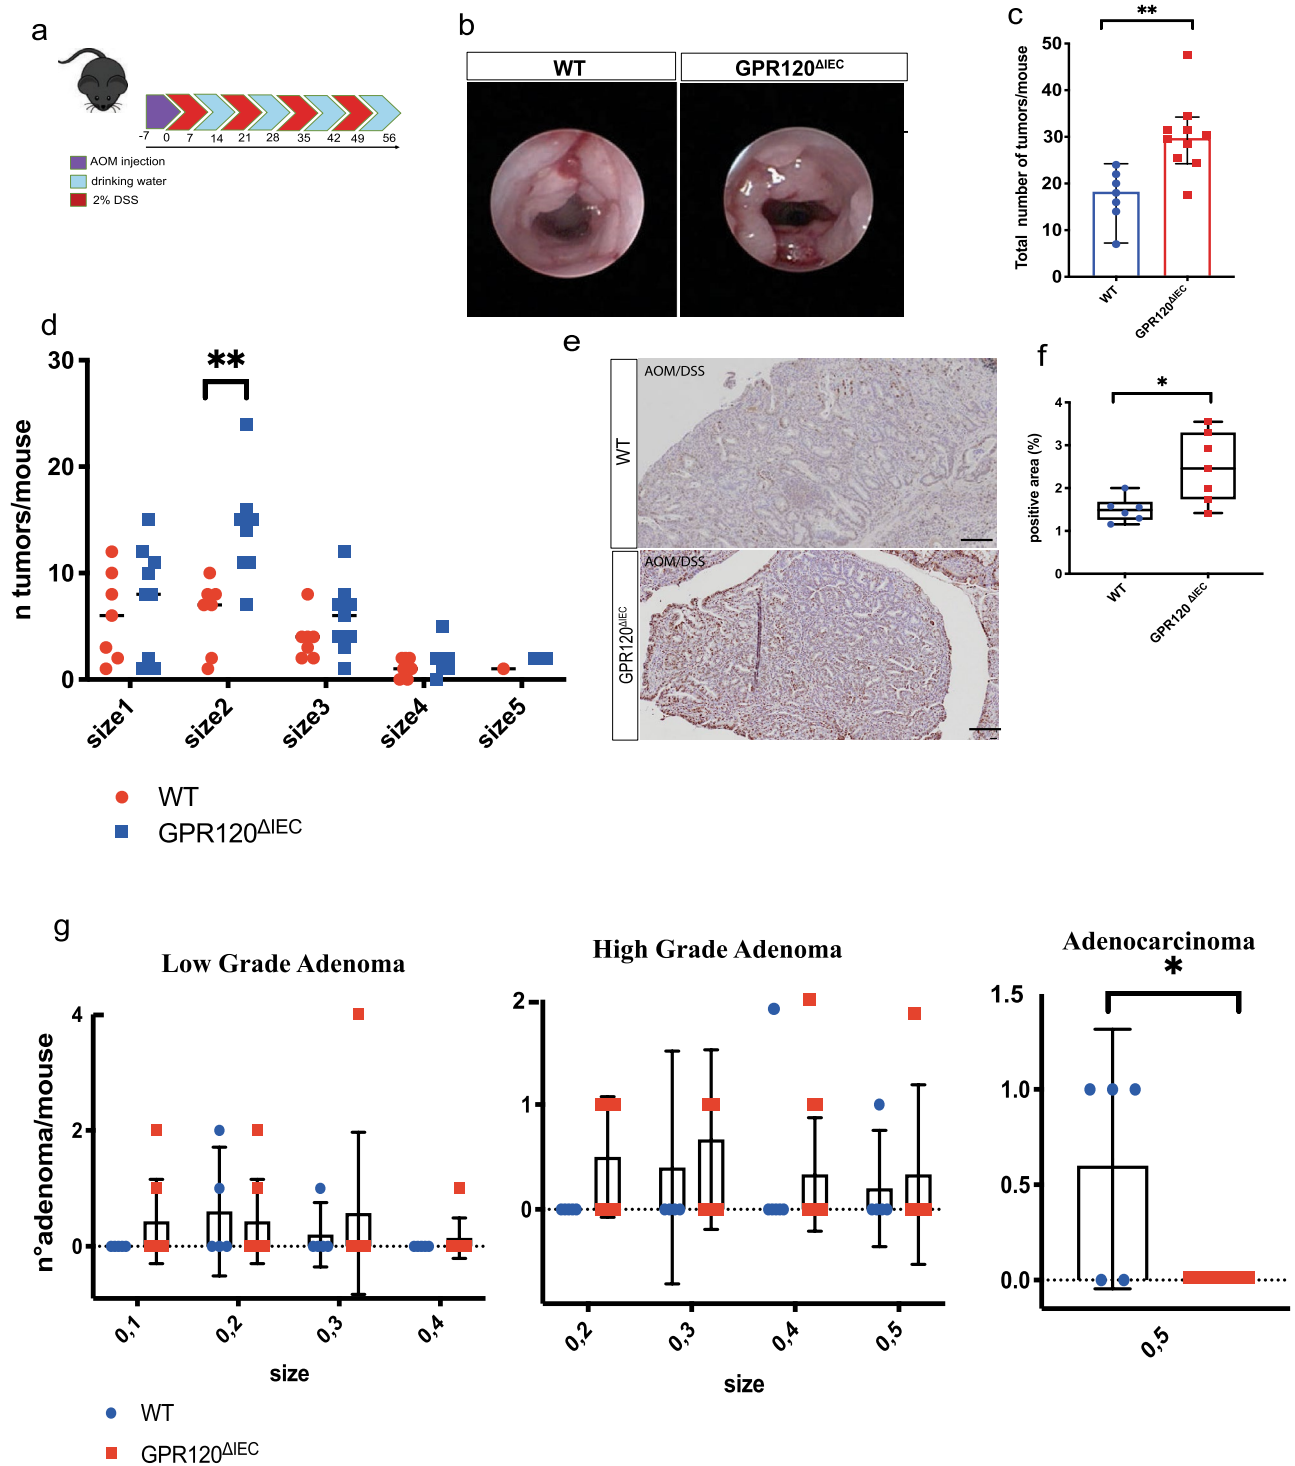 a
-7 0 7 14 21 28 35 42 49 56
AOM injection
drinking water
2% DSS
b
WT
GPR120ΔIEC
c
**
Total number of tumors/mouse
50
40
30
20
10
0
WT
GPR120ΔIEC
d
**
n tumors/mouse
30
20
10
0
size1
size2
size3
size4
size5
WT
GPR120ΔIEC
e
WT
AOM/DSS
GPR120ΔIEC
AOM/DSS
f
*
positive area (%)
4
3
2
1
0
WT
GPR120 ΔIEC
g
Low Grade Adenoma
n°adenoma/mouse
4
2
0
0,1
0,2
0,3
0,4
size
High Grade Adenoma
2
1
0
0,2
0,3
0,4
0,5
size
Adenocarcinoma
*
1.5
1.0
0.5
0.0
0,5
WT
GPR120ΔIEC